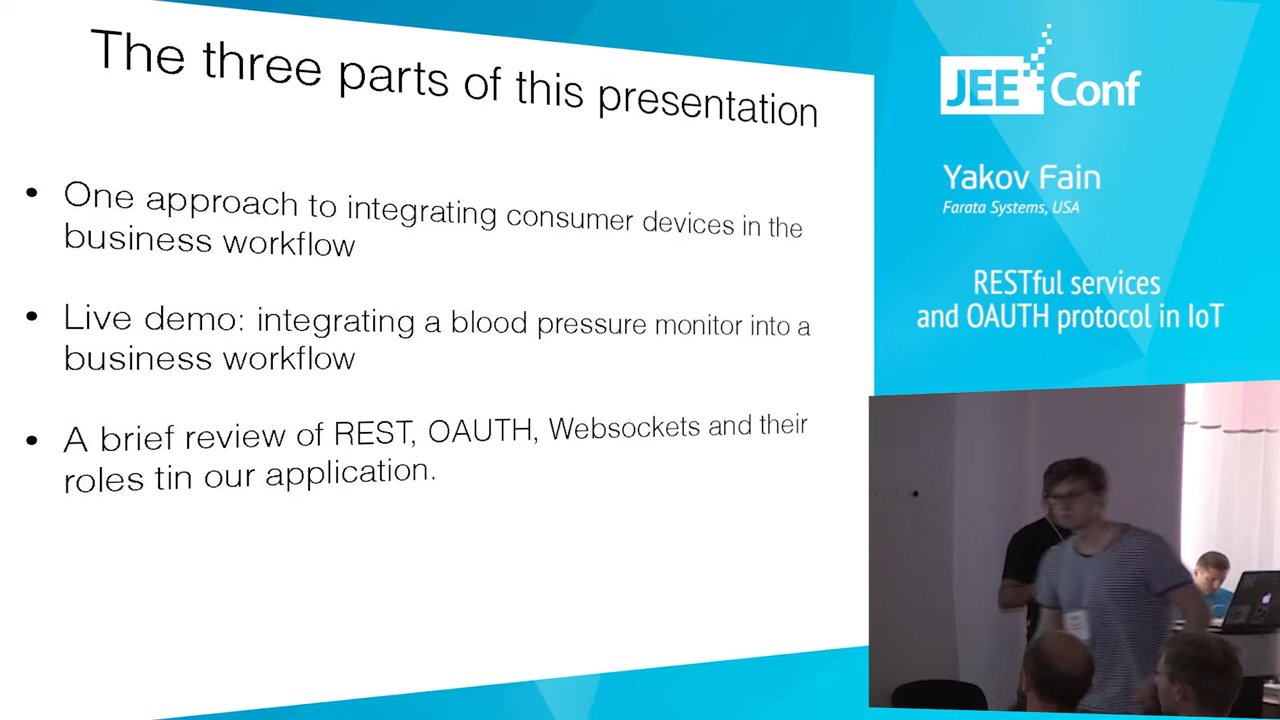 The three parts of this presentation
• One approach to integrating consumer devices in the
business workflow
• Live demo: integrating a blood pressure monitor into a
business workflow
• A brief review of REST, OAUTH, Websockets and their
roles tin our application.
JEE Conf
Yakov Fain
Farata Systems, USA
RESTful services
and OAUTH protocol in IoT